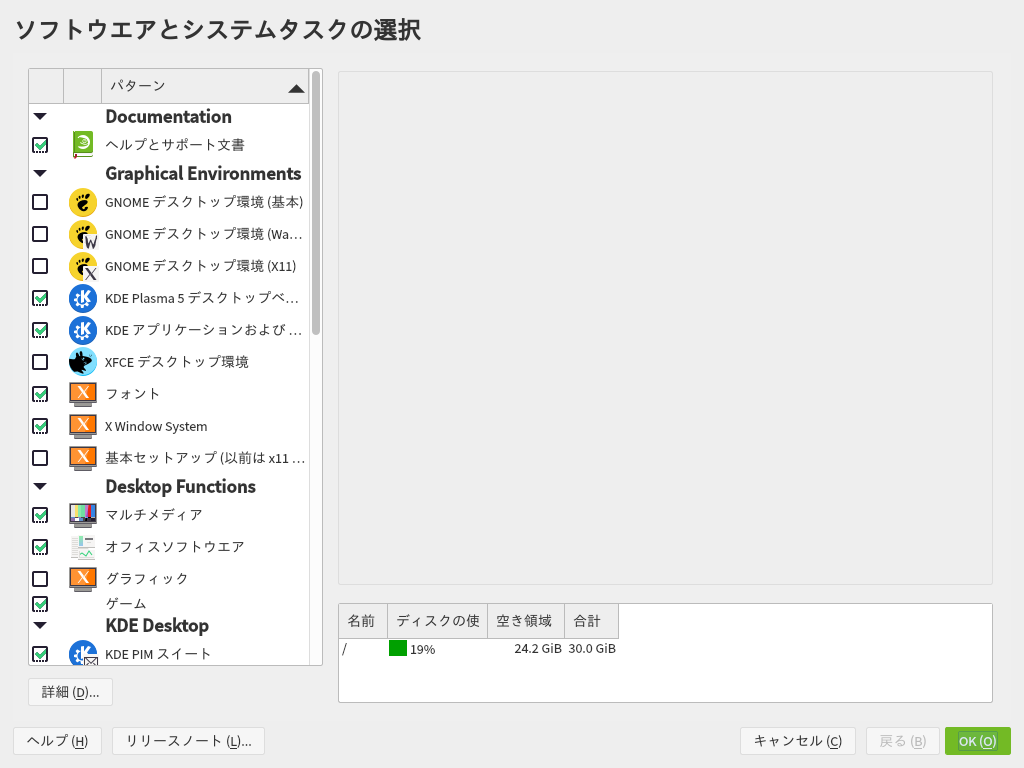 ソフトウエアとシステムタスクの選択
パターン
Documentation
ヘルプとサポート文書
Graphical Environments
GNOME デスクトップ環境 (基本)
GNOME デスクトップ環境 (Wa...
GNOME デスクトップ環境 (X11)
KDE Plasma 5 デスクトップベ...
KDE アプリケーションおよび ...
XFCE デスクトップ環境
フォント
X Window System
基本セットアップ (以前は x11 ...
Desktop Functions
マルチメディア
オフィスソフトウエア
グラフィック
ゲーム
KDE Desktop
KDE PIM スイート
名前 ディスクの使 空き領域 合計
/ 19% 24.2 GiB 30.0 GiB
詳細 (D)...
ヘルプ (H) リリースノート (L)... キャンセル (C) 戻る (B) OK (O)